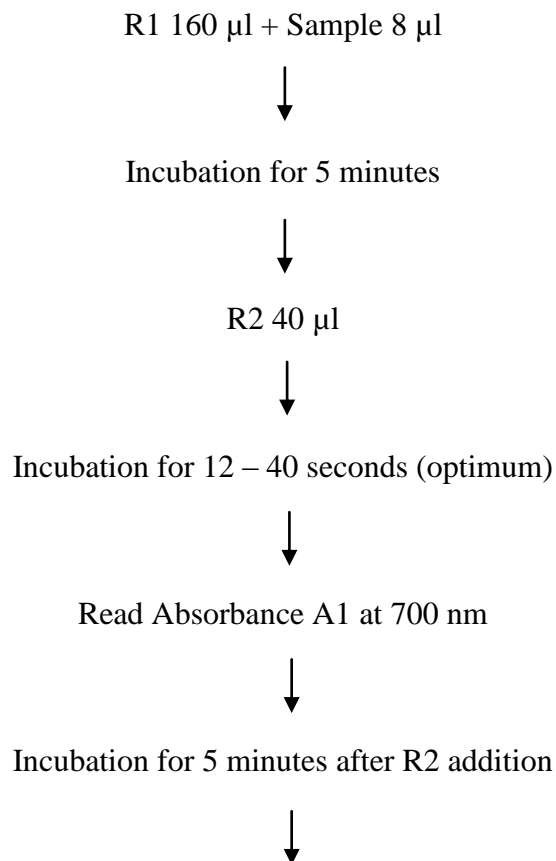 R1 160 µl + Sample 8 µl
Incubation for 5 minutes
R2 40 µl
Incubation for 12 – 40 seconds (optimum)
Read Absorbance A1 at 700 nm
Incubation for 5 minutes after R2 addition